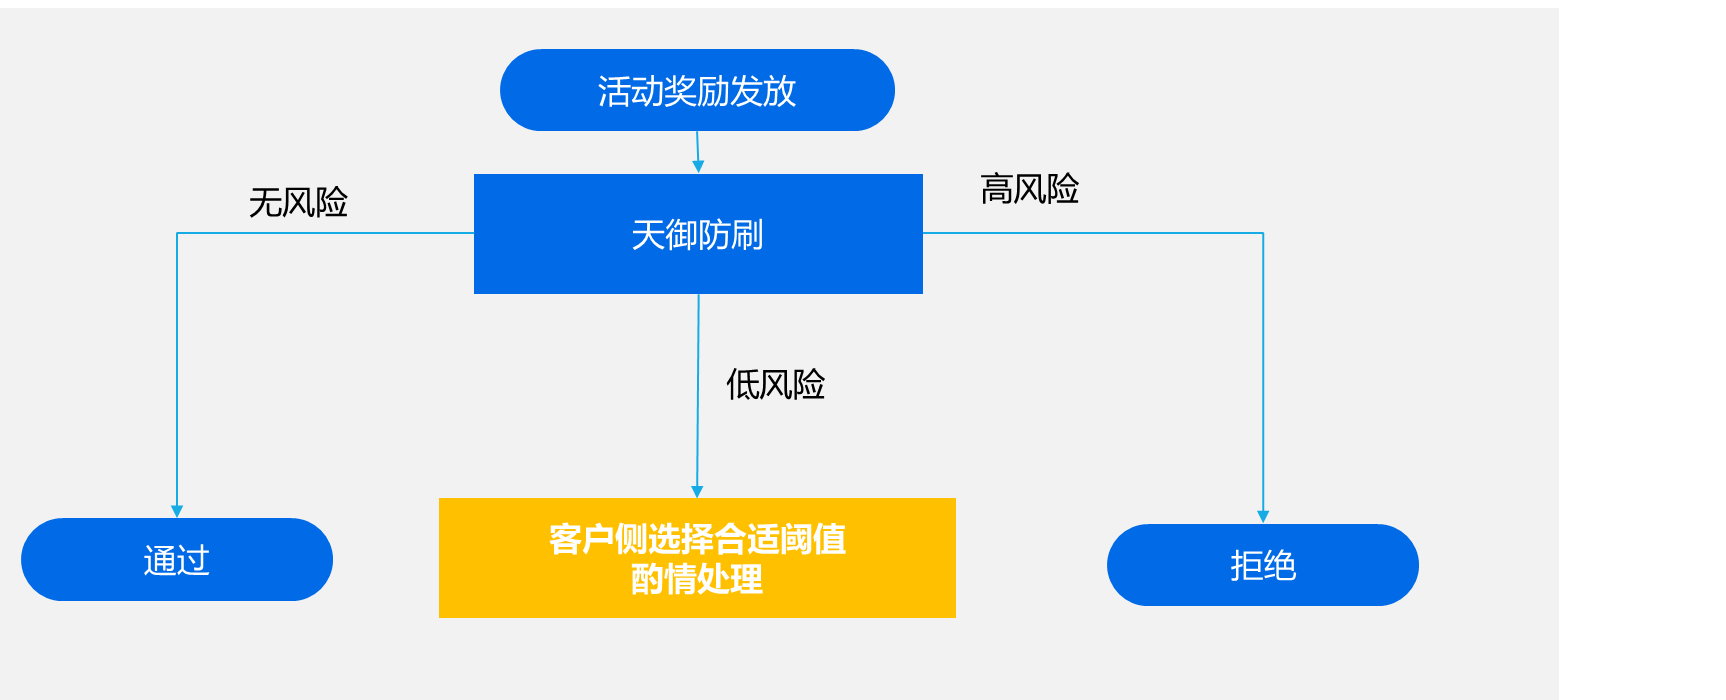 活动奖励发放
无风险
高风险
天御防刷
低风险
客户侧选择合适阈值
酌情处理
通过
拒绝